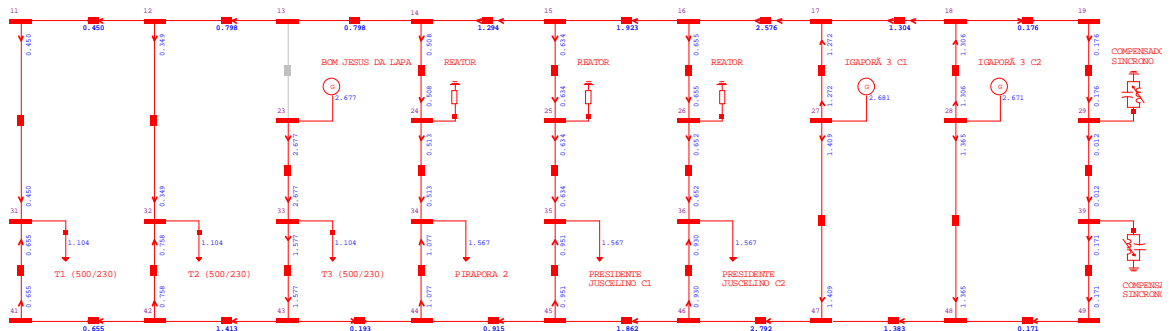 11 12 13 14 15 16 17 18 19
0.450 0.798 0.798 1.294 1.923 2.576 1.304 0.176
0.450 0.349 0.508 0.634 0.655 1.272 1.306 0.176
BOM JESUS DA LAPA REATOR REATOR REATOR IGAPORÃ 3 C1 IGAPORÃ 3 C2 COMPENSADO
SINCRONO
G G G
2.677 2.681 2.671
0.508 0.634 0.655 1.272 1.306 0.176
23 24 25 26 27 28 29
2.677 0.513 0.634 0.652 1.409 1.365 0.012
0.450 0.349 2.677 0.513 0.634 0.652 0.012
31 32 33 34 35 36 39
1.104 1.104 1.104 1.567 1.567 1.567
0.655 0.758 1.577 1.077 0.951 0.930 0.171
T1 (500/230) T2 (500/230) T3 (500/230) PIRAPORA 2 PRESIDENTE
JUSCELINO C1 PRESIDENTE
JUSCELINO C2 COMPENSA
SINCRONO
0.655 0.758 1.577 1.077 0.951 0.930 1.409 1.365 0.171
41 42 43 44 45 46 47 48 49
0.655 1.413 0.193 0.915 1.862 2.792 1.383 0.171